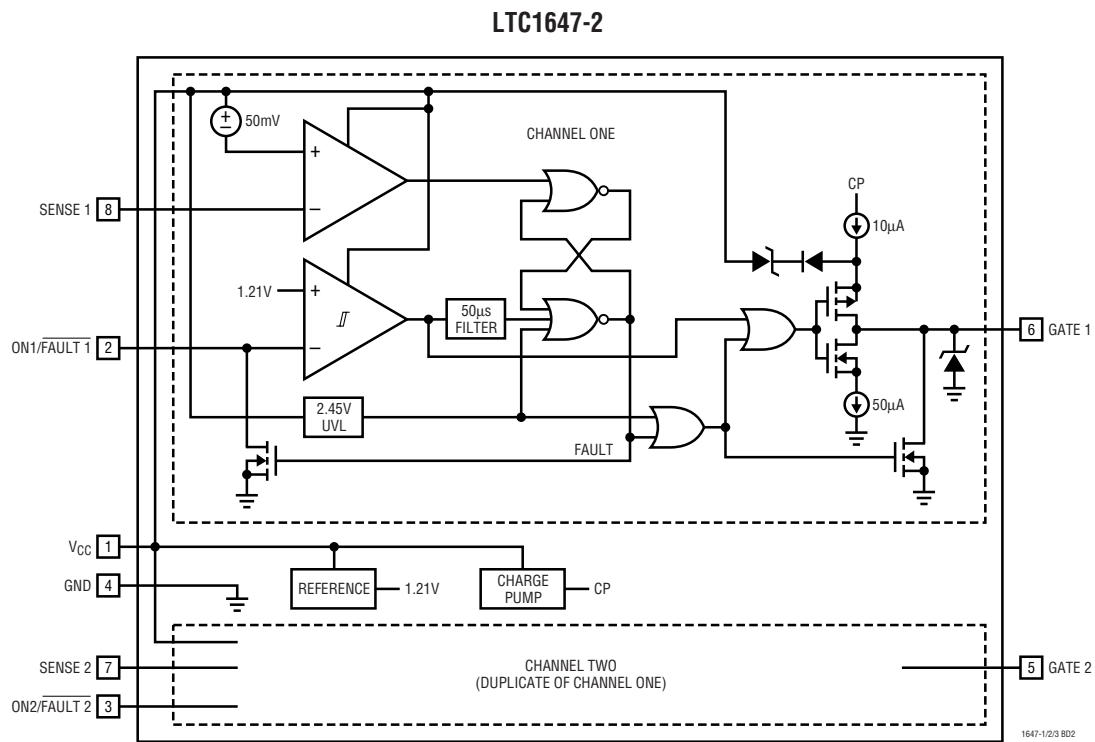 LTC1647-2
50mV
+
−
+
−
CHANNEL ONE
CP
10µA
SENSE 1 8
1.21V
+
−
50µs
FILTER
ON1/FAULT 1 2
6 GATE 1
2.45V
UVL
50µA
FAULT
VCC 1
GND 4
REFERENCE 1.21V
CHARGE
PUMP
CP
SENSE 2 7
CHANNEL TWO
(DUPLICATE OF CHANNEL ONE)
5 GATE 2
ON2/FAULT 2 3
1647-1/2/3 BD2